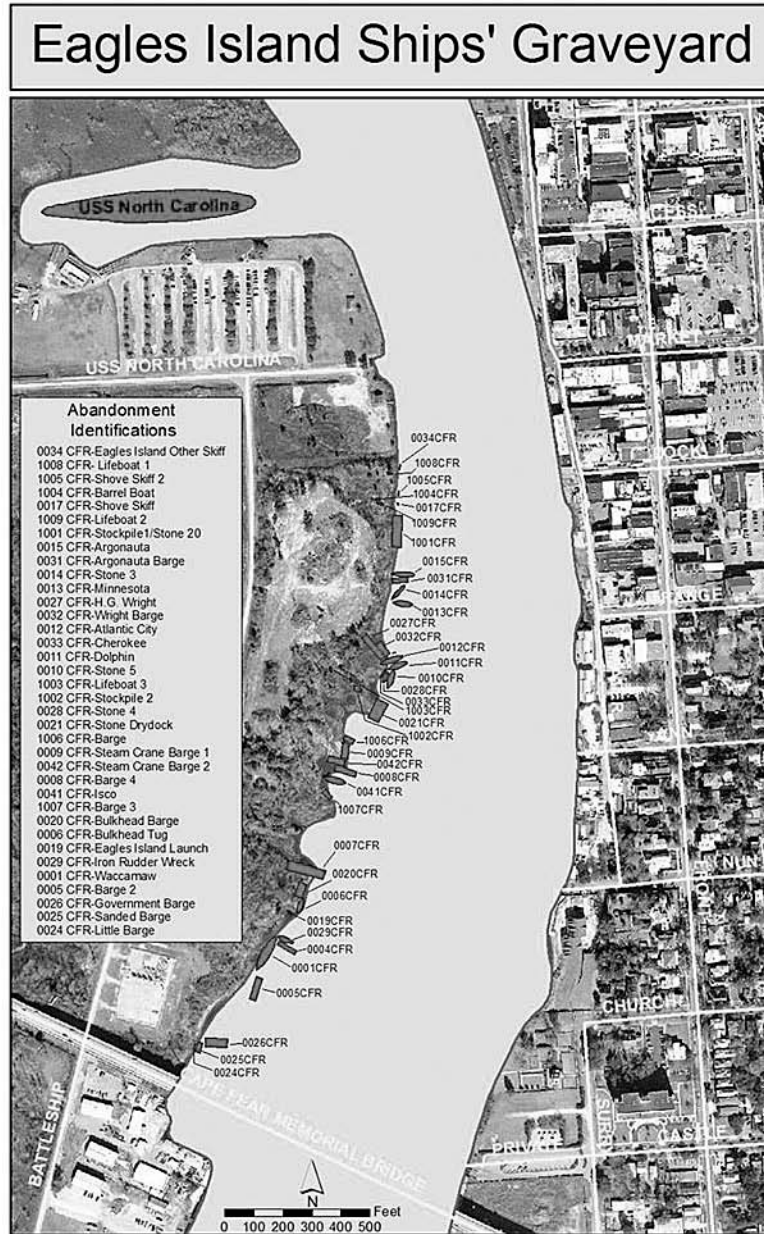 Eagles Island Ships' Graveyard
USS North Carolina
PRINCESS
MARKET
USS NORTH CAROLINA
Abandonment
Identifications
0034 CFR-Eagles Island Other Skiff
1008 CFR- Lifeboat 1
1005 CFR-Shove Skiff 2
1004 CFR-Barrel Boat
0017 CFR-Shove Skiff
1009 CFR-Lifeboat 2
1001 CFR-Stockpile1/Stone 20
0015 CFR-Argonauta
0031 CFR-Argonauta Barge
0014 CFR-Stone 3
0013 CFR-Minnesota
0027 CFR-H.G. Wright
0032 CFR-Wright Barge
0012 CFR-Atlantic City
0033 CFR-Cherokee
0011 CFR-Dolphin
0010 CFR-Stone 5
1003 CFR-Lifeboat 3
1002 CFR-Stockpile 2
0028 CFR-Stone 4
0021 CFR-Stone Drydock
1006 CFR-Barge
0009 CFR-Steam Crane Barge 1
0042 CFR-Steam Crane Barge 2
0008 CFR-Barge 4
0041 CFR-Isco
1007 CFR-Barge 3
0020 CFR-Bulkhead Barge
0006 CFR-Bulkhead Tug
0019 CFR-Eagles Island Launch
0029 CFR-Iron Rudder Wreck
0001 CFR-Waccamaw
0005 CFR-Barge 2
0026 CFR-Government Barge
0025 CFR-Sanded Barge
0024 CFR-Little Barge
0034CFR
1008CFR
1005CFR
1004CFR
0017CFR
1009CFR
1001CFR
0015CFR
0031CFR
0014CFR
0013CFR
0027CFR
0032CFR
0012CFR
0011CFR
0010CFR
0028CFR
0033CFR
1003CFR
0021CFR
1002CFR
1006CFR
0009CFR
0042CFR
0008CFR
0041CFR
1007CFR
0007CFR
0020CFR
0006CFR
0019CFR
0029CFR
0004CFR
0001CFR
0005CFR
0026CFR
0025CFR
0024CFR
DOCK
NUN
FRONT
CHURCH
SURRY
CASTLE
BATTLESHIP
CAPE FEAR MEMORIAL BRIDGE
N
0 100 200 300 400 500 Feet